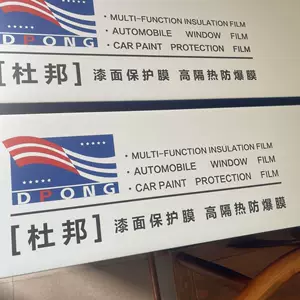 · MULTI-FUNCTION INSULATION FILM
· AUTOMOBILE WINDOW FILM
· CAR PAINT PROTECTION FILM
DPONG
[杜邦] 漆面保护膜 高隔热防爆膜
· MULTI-FUNCTION INSULATION FILM
· AUTOMOBILE WINDOW FILM
· CAR PAINT PROTECTION FILM
DPONG
[杜邦] 漆面保护膜 高隔热防爆膜